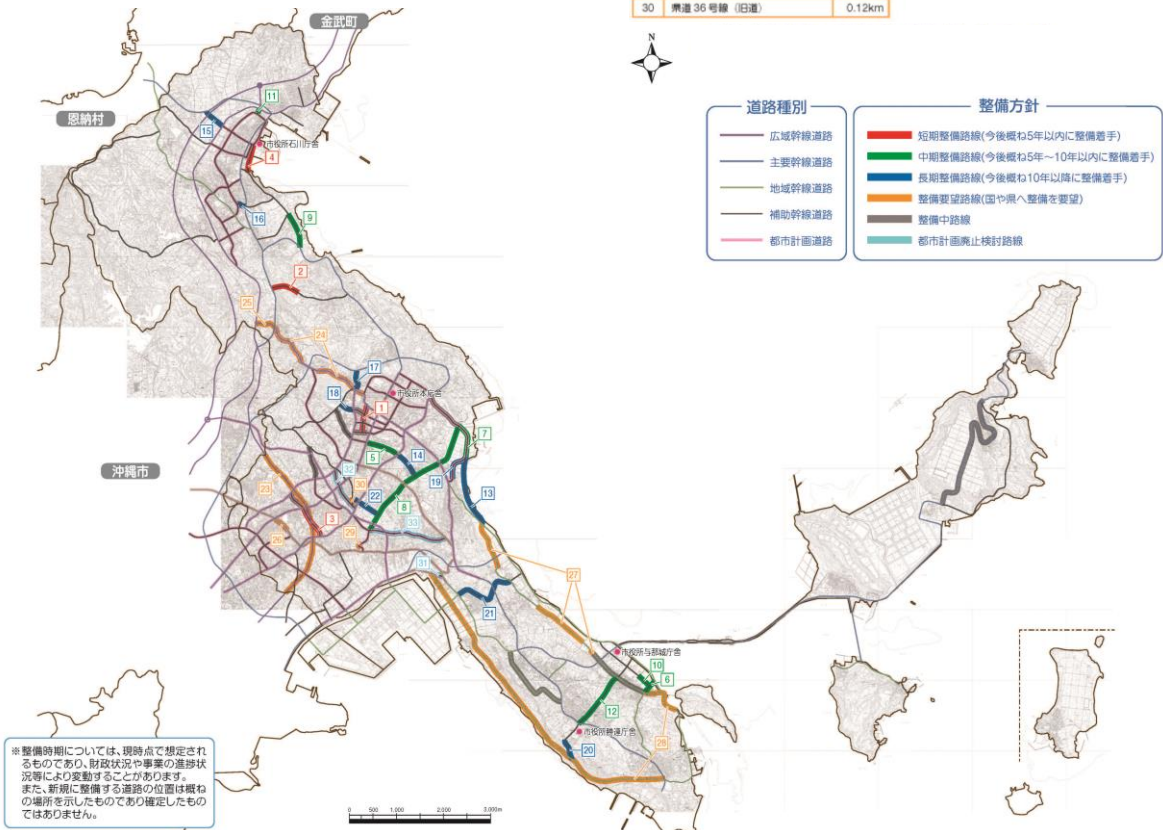 30 県道36号線（旧道） 0.12km
金武町
N
恩納村
道路種別
広域幹線道路
主要幹線道路
地域幹線道路
補助幹線道路
都市計画道路
整備方針
短期整備路線(今後概ね5年以内に整備着手)
中期整備路線(今後概ね5年～10年以内に整備着手)
長期整備路線(今後概ね10年以降に整備着手)
整備要望路線(国や県へ整備を要望)
整備中路線
都市計画廃止検討路線
11
15
市役所石川庁舎
4
16
9
2
25
24
17
市役所本庁舎
18
1
沖縄市
5
14
7
32
19
23
30
22
13
8
3
33
26
29
31
27
21
市役所与那城庁舎
10
6
12
市役所勝連庁舎
20
28
※整備時期については、現時点で想定され
るものであり、財政状況や事業の進捗状
況等により変動することがあります。
また、新規に整備する道路の位置は概ね
の場所を示したものであり確定したもの
ではありません。
0 500 1,000 2,000 3,000m